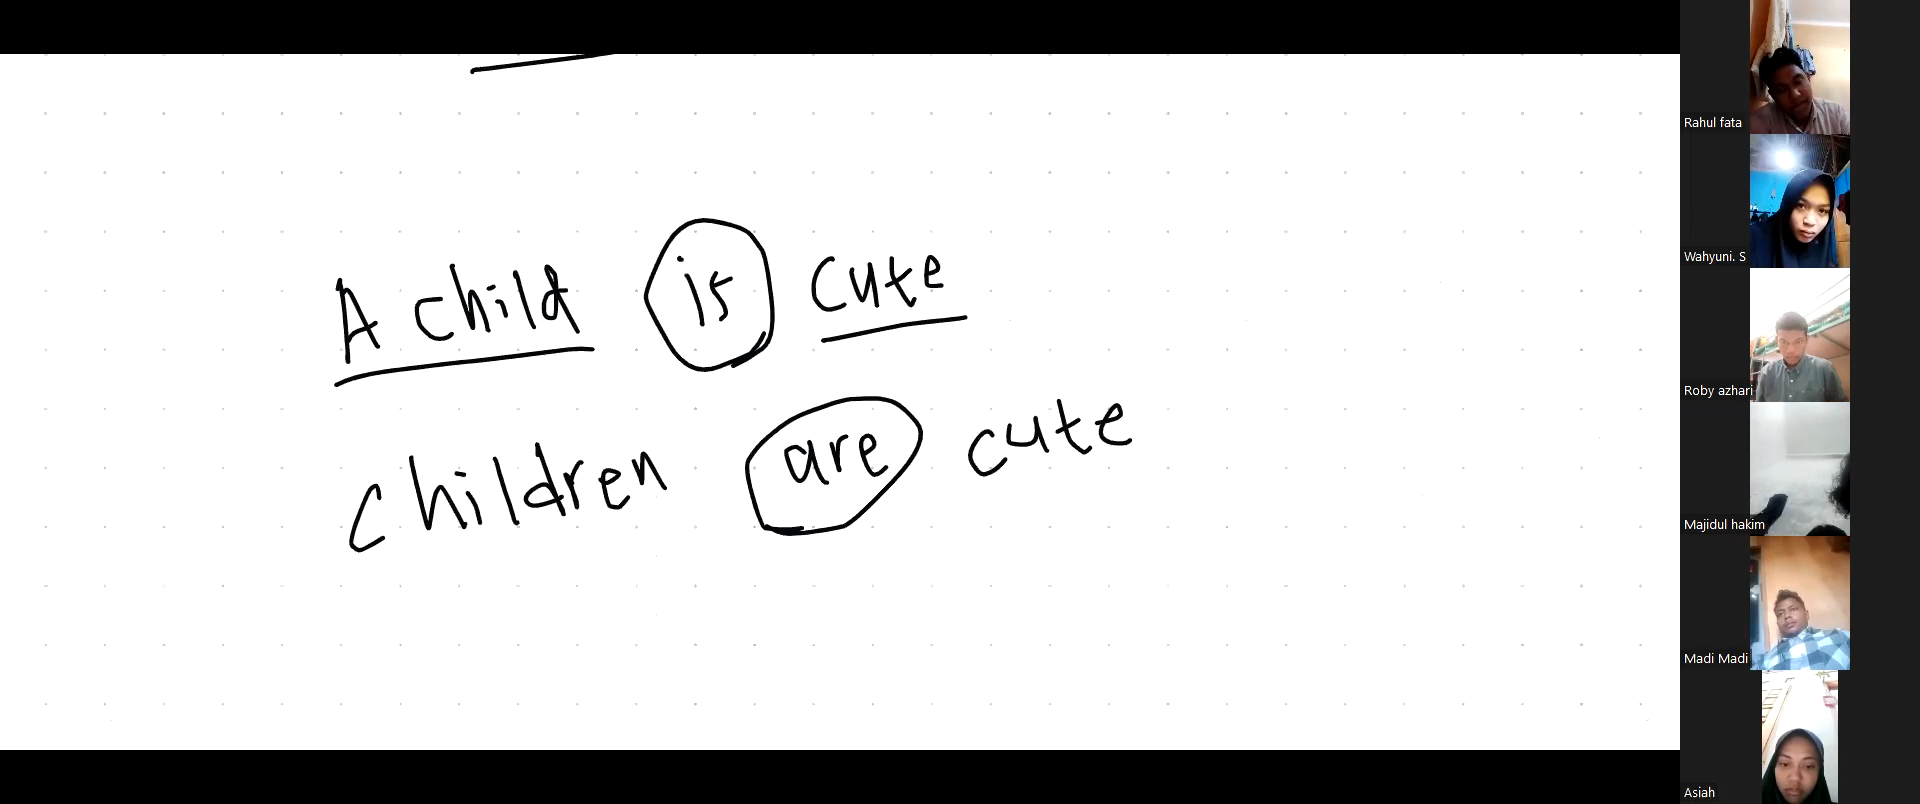 A child is cute
children are cute
Rahul fata
Wahyuni. S
Roby azhari
Majidul hakim
Madi Madi
Asiah